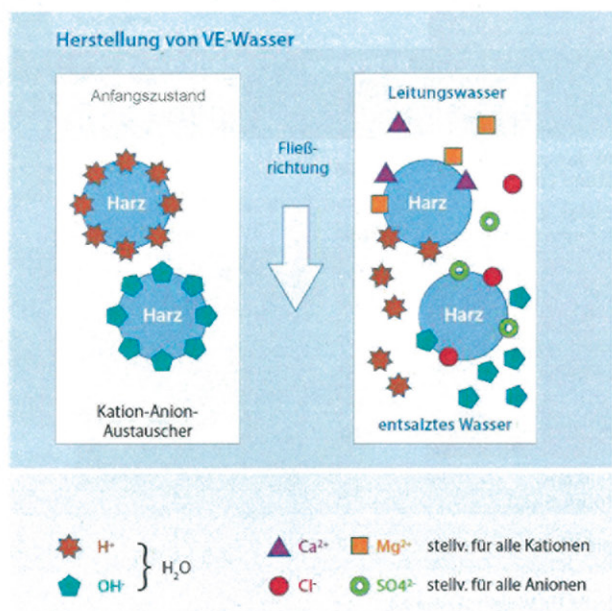 Herstellung von VE-Wasser
Anfangszustand
Harz
Harz
Kation-Anion-
Austauscher
Fließ-
richtung
Leitungswasser
Harz
Harz
entsalztes Wasser
H⁺
OH⁻
H₂O
Ca²⁺
Mg²⁺ stellv. für alle Kationen
Cl⁻
SO4²⁻ stellv. für alle Anionen